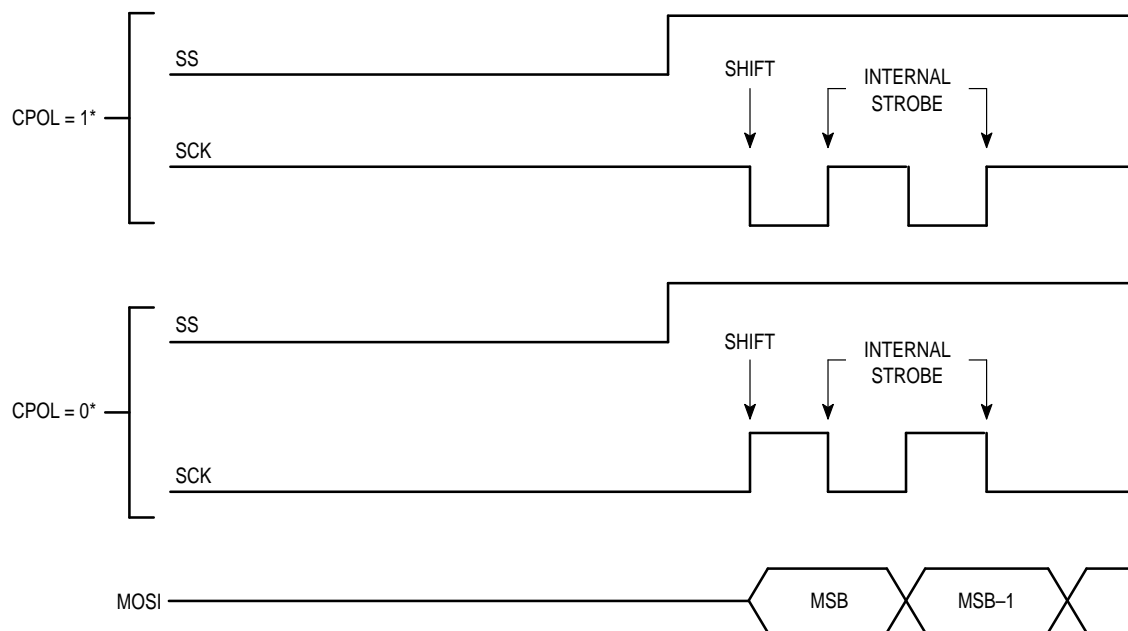 SS
SHIFT
INTERNAL
STROBE
CPOL = 1*
SCK
SS
SHIFT
INTERNAL
STROBE
CPOL = 0*
SCK
MOSI
MSB
MSB–1